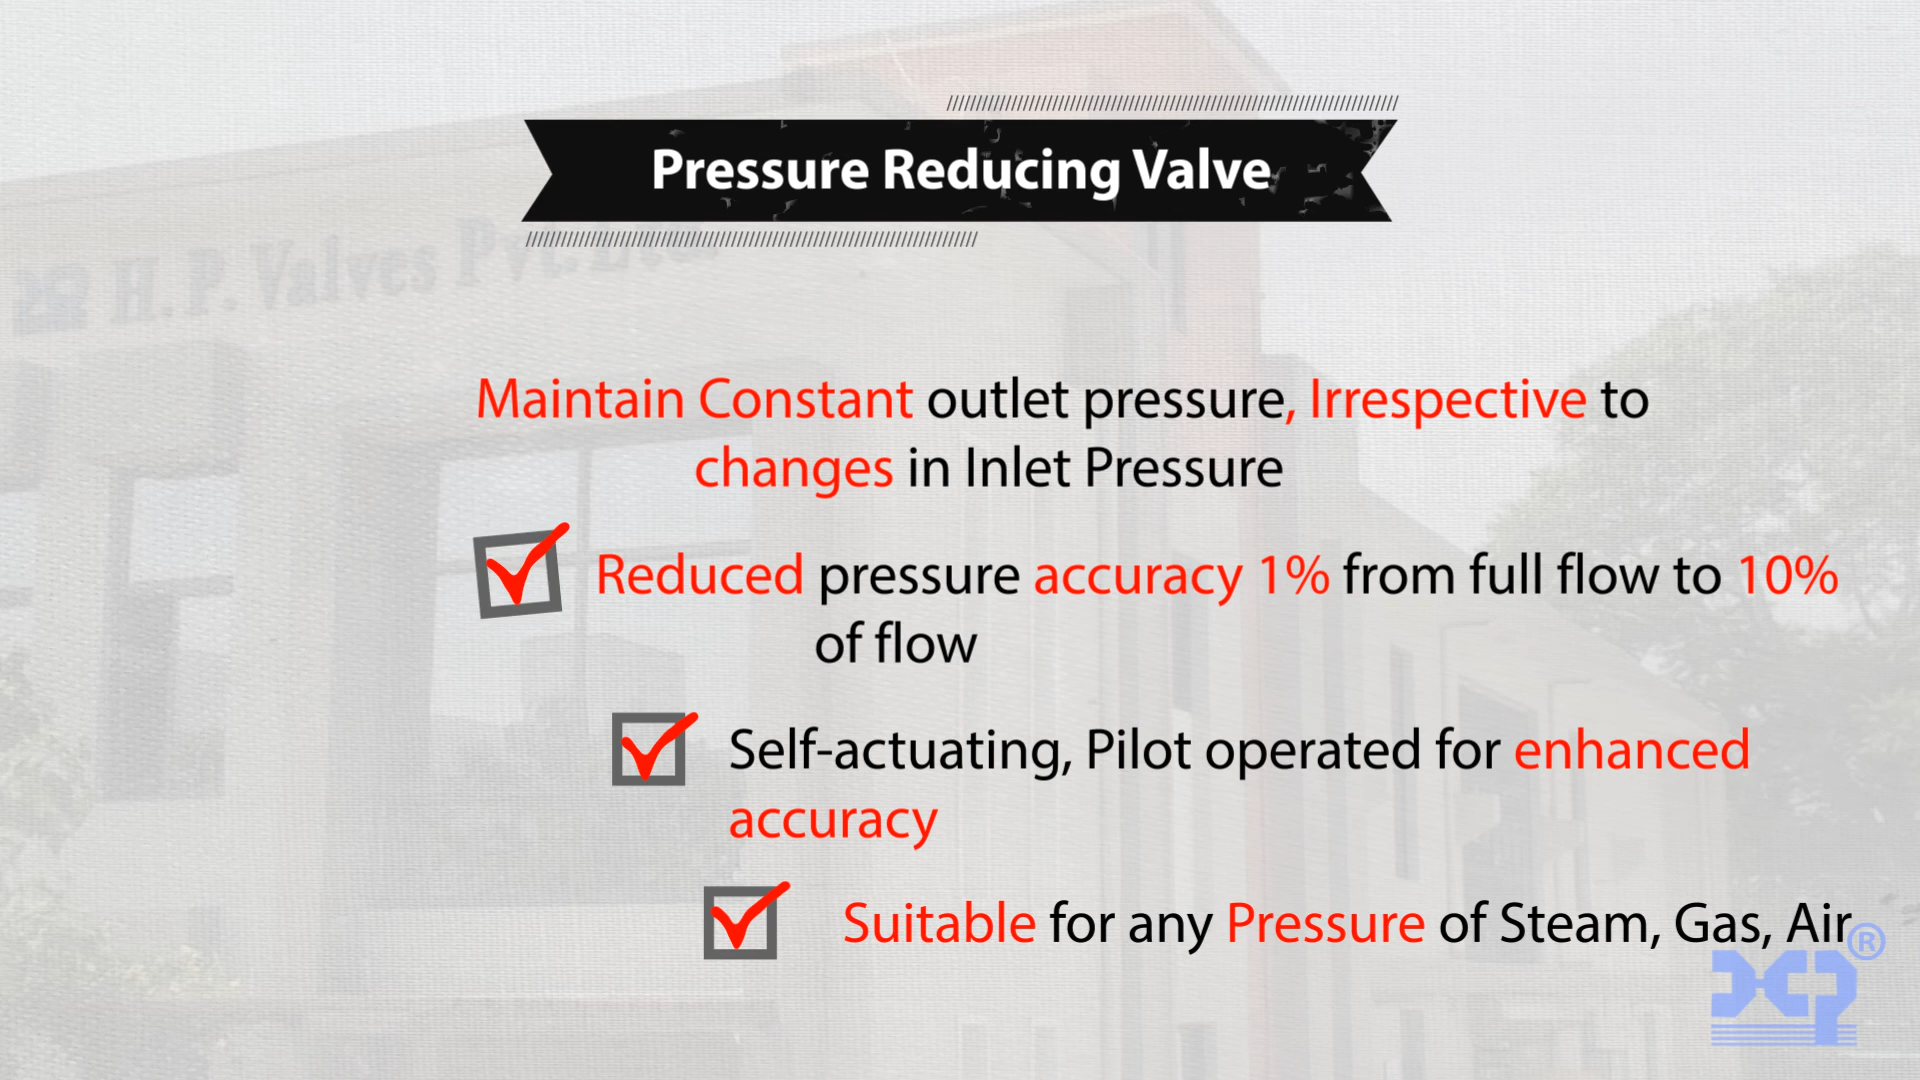 Pressure Reducing Valve
H. P. Valves Pvt. Ltd.
Maintain Constant outlet pressure, Irrespective to
changes in Inlet Pressure
Reduced pressure accuracy 1% from full flow to 10%
of flow
Self-actuating, Pilot operated for enhanced
accuracy
Suitable for any Pressure of Steam, Gas, Air
®